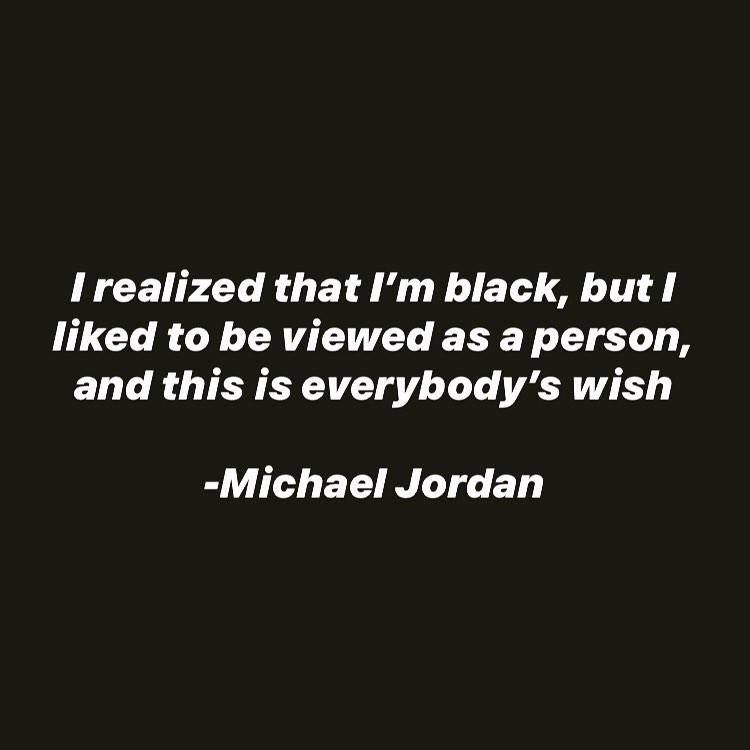 I realized that I’m black, but I
liked to be viewed as a person,
and this is everybody’s wish
-Michael Jordan